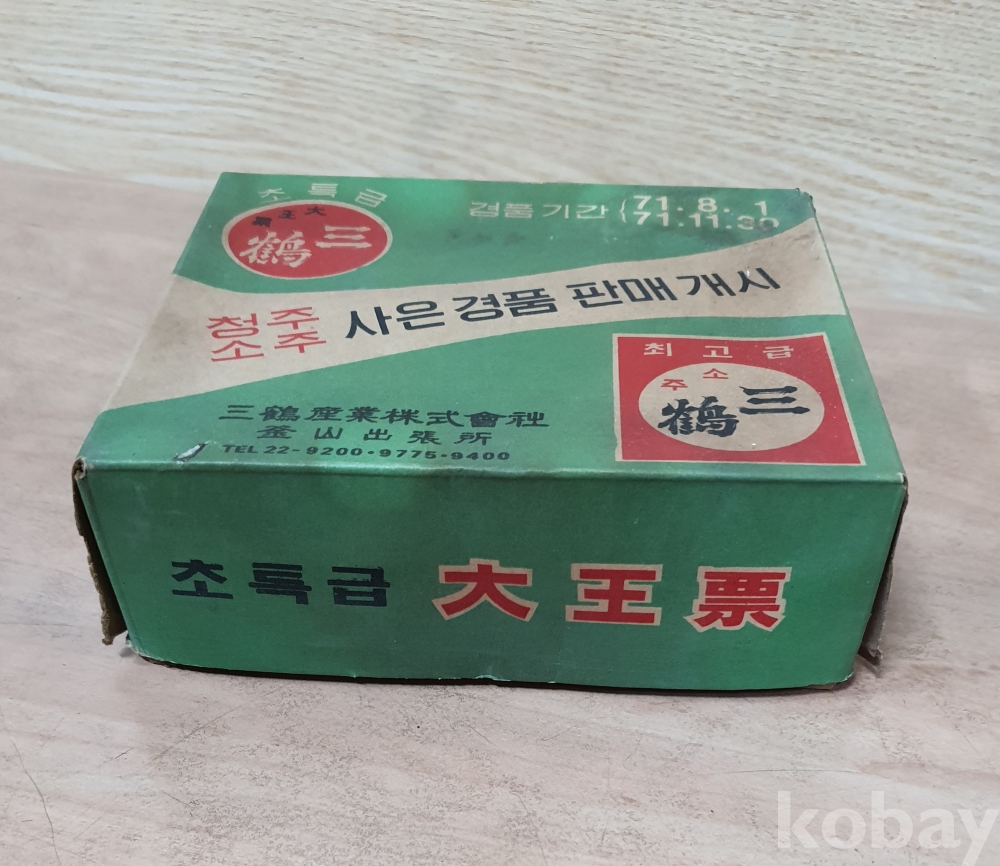 초특급
大王票
三鶴
경품기간 (71. 8. 1
(71.11.30
청주
소주
사은경품 판매개시
최고급
소주
三鶴
三鶴産業株式會社
釜山出張所
TEL 22-9200·9775·9400
초특급 大王票
kobay